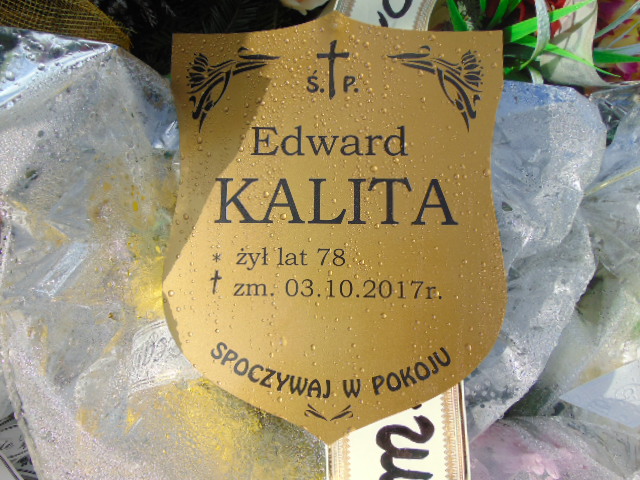 Ś. P.
Edward
KALITA
* żył lat 78
† zm. 03.10.2017r.
SPOCZYWAJ W POKOJU